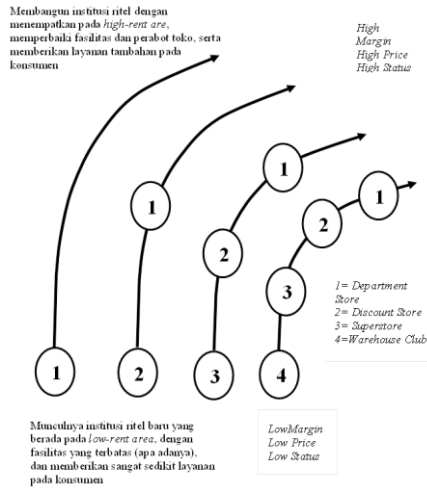 Membangun institusi ritel dengan
menempatkan pada high-rent are,
memperbaiki fasilitas dan perabot toko, serta
memberikan layanan tambahan pada
konsumen
High
Margin
High Price
High Status
1
1
1
1
2
2
3
1= Department
Store
2= Discount Store
3= Superstore
4=Warehouse Club
1
2
3
4
Munculnya institusi ritel baru yang
berada pada low-rent area, dengan
fasilitas yang terbatas (apa adanya),
dan memberikan sangat sedikit layanan
pada konsumen
LowMargin
Low Price
Low Status